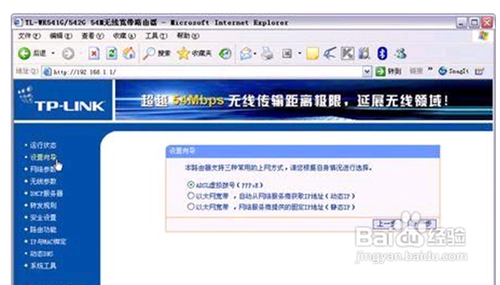 TL-WR541G/542G 54M无线宽带路由器 - Microsoft Internet Explorer
文件(F) 编辑(E) 查看(V) 收藏(A) 工具(T) 帮助(H)
后退 搜索 收藏夹
地址(D) http://192.168.1.1/ 转到 链接 SnagIt
TP-LINK 超越54Mbps无线传输距离极限，延展无线领域！
运行状态
设置向导
网络参数
无线参数
DHCP服务器
转发规则
安全设置
路由功能
IP与MAC绑定
动态DNS
系统工具
设置向导
本路由器支持三种常用的上网方式，请您根据自身情况进行选择。
ADSL虚拟拨号（PPPoE）
以太网宽带，自动从网络服务商获取IP地址（动态IP）
以太网宽带，网络服务商提供的固定IP地址（静态IP）
上一步
Baidu 经验
jingyan.baidu.com